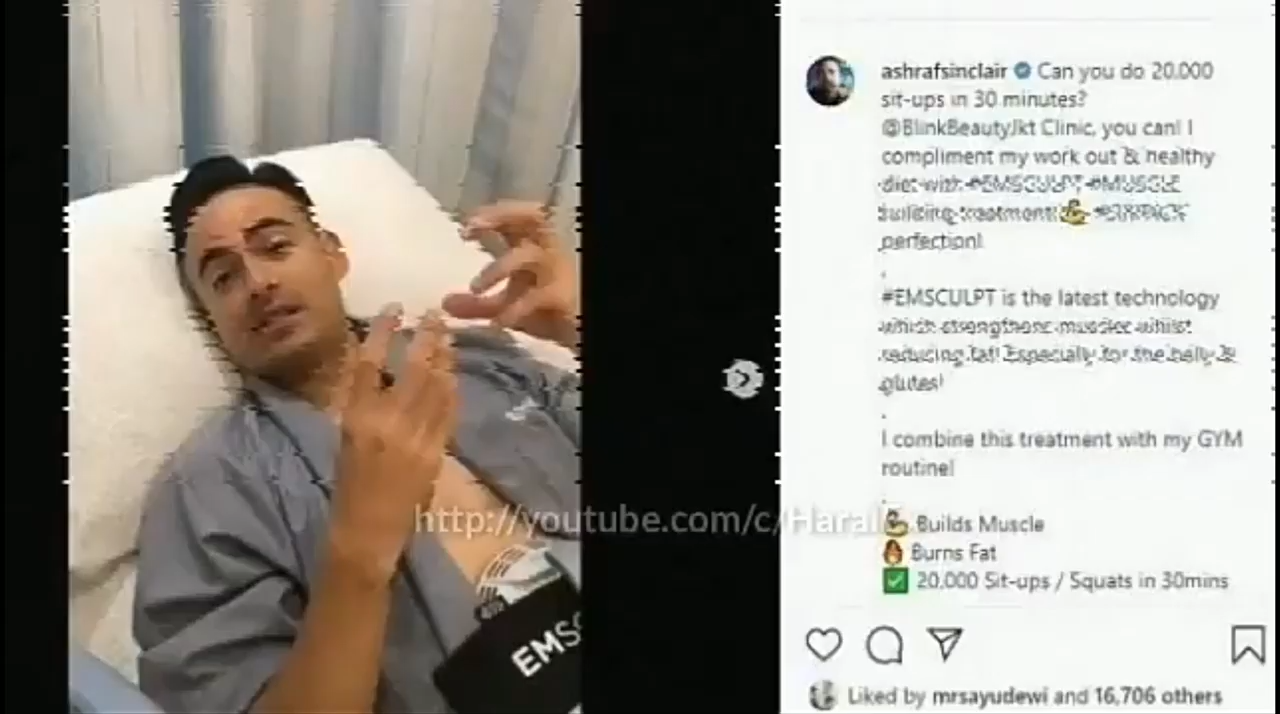 ashrafsinclair Can you do 20,000
sit-ups in 30 minutes?
@BlinkBeautyJkt Clinic, you can! I
compliment my work out & healthy
diet with #EMSCULPT #MUSCLE
building treatment! 💪 #SIXPACK
perfection!
.
#EMSCULPT is the latest technology
which strengthens muscles whilst
reducing fat! Especially for the belly &
glutes!
.
I combine this treatment with my GYM
routine!
.
💪 Builds Muscle
🔥 Burns Fat
✅ 20,000 Sit-ups / Squats in 30mins
Liked by mrsayudewi and 16,706 others
http://youtube.com/c/Hara
EMS